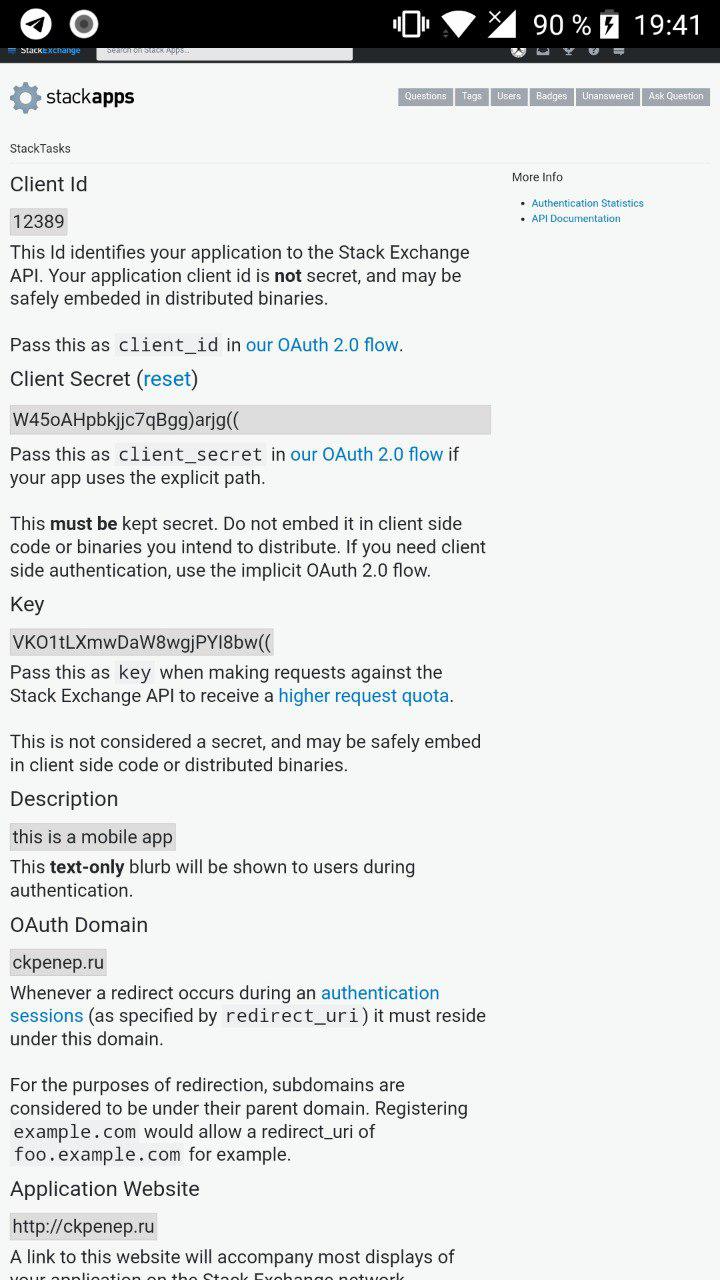 90 % 19:41
StackExchange Search on Stack Apps...
stackapps
Questions Tags Users Badges Unanswered Ask Question
StackTasks
Client Id
12389
This Id identifies your application to the Stack Exchange
API. Your application client id is not secret, and may be
safely embeded in distributed binaries.
Pass this as client_id in our OAuth 2.0 flow.
Client Secret (reset)
W45oAHpbkjjc7qBgg)arjg((
Pass this as client_secret in our OAuth 2.0 flow if
your app uses the explicit path.
This must be kept secret. Do not embed it in client side
code or binaries you intend to distribute. If you need client
side authentication, use the implicit OAuth 2.0 flow.
Key
VKO1tLXmwDaW8wgjPYI8bw((
Pass this as key when making requests against the
Stack Exchange API to receive a higher request quota.
This is not considered a secret, and may be safely embed
in client side code or distributed binaries.
Description
this is a mobile app
This text-only blurb will be shown to users during
authentication.
OAuth Domain
ckpenep.ru
Whenever a redirect occurs during an authentication
sessions (as specified by redirect_uri) it must reside
under this domain.
For the purposes of redirection, subdomains are
considered to be under their parent domain. Registering
example.com would allow a redirect_uri of
foo.example.com for example.
Application Website
http://ckpenep.ru
A link to this website will accompany most displays of
your application on the Stack Exchange network.
More Info
Authentication Statistics
API Documentation